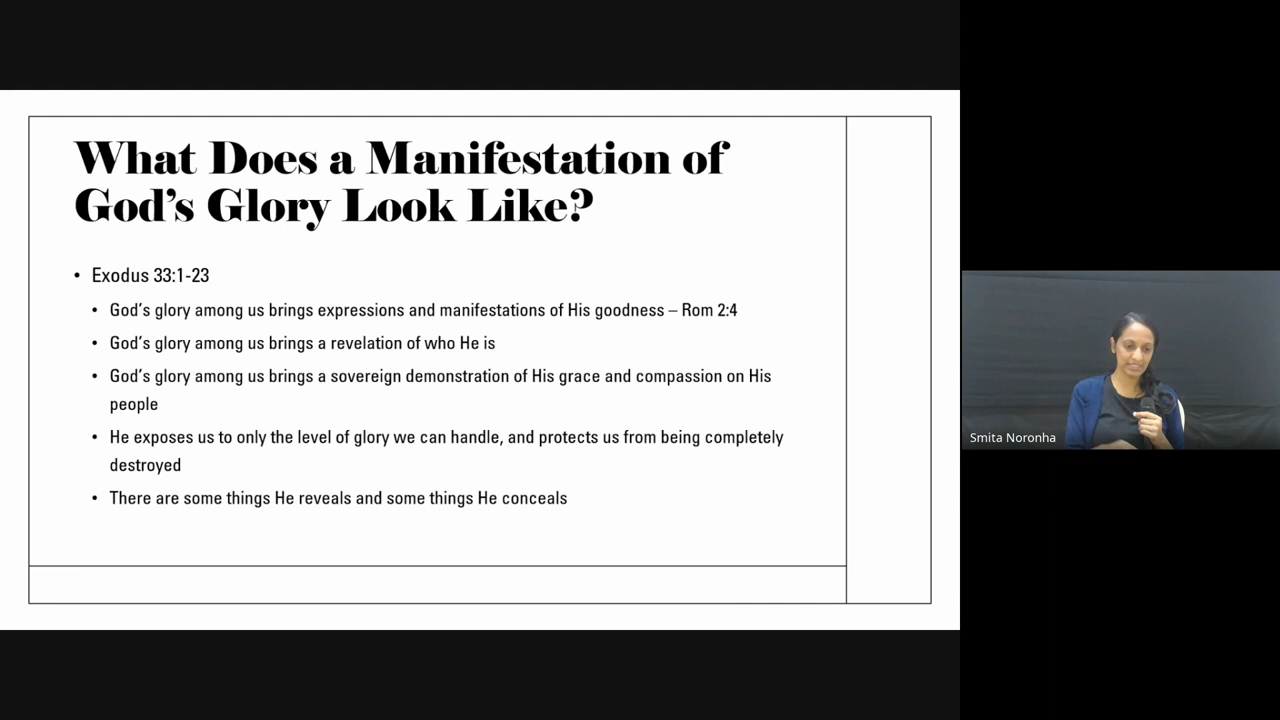 What Does a Manifestation of
God’s Glory Look Like?
• Exodus 33:1-23
• God’s glory among us brings expressions and manifestations of His goodness – Rom 2:4
• God’s glory among us brings a revelation of who He is
• God’s glory among us brings a sovereign demonstration of His grace and compassion on His
people
• He exposes us to only the level of glory we can handle, and protects us from being completely
destroyed
• There are some things He reveals and some things He conceals
Smita Noronha